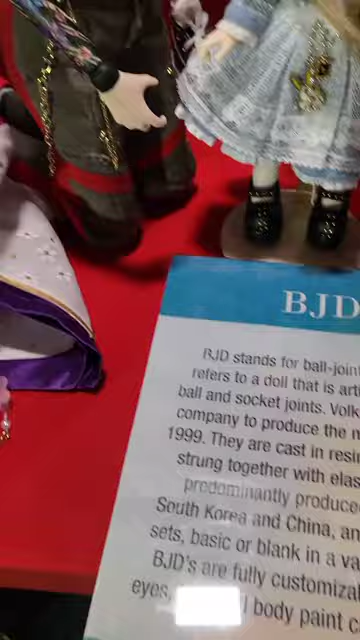 BJD
BJD stands for ball-joint
refers to a doll that is art
ball and socket joints. Volk
company to produce the m
1999. They are cast in resi
strung together with elas
predominantly produce
South Korea and China, an
sets, basic or blank in a va
BJD's are fully customiza
eyes, body paint c